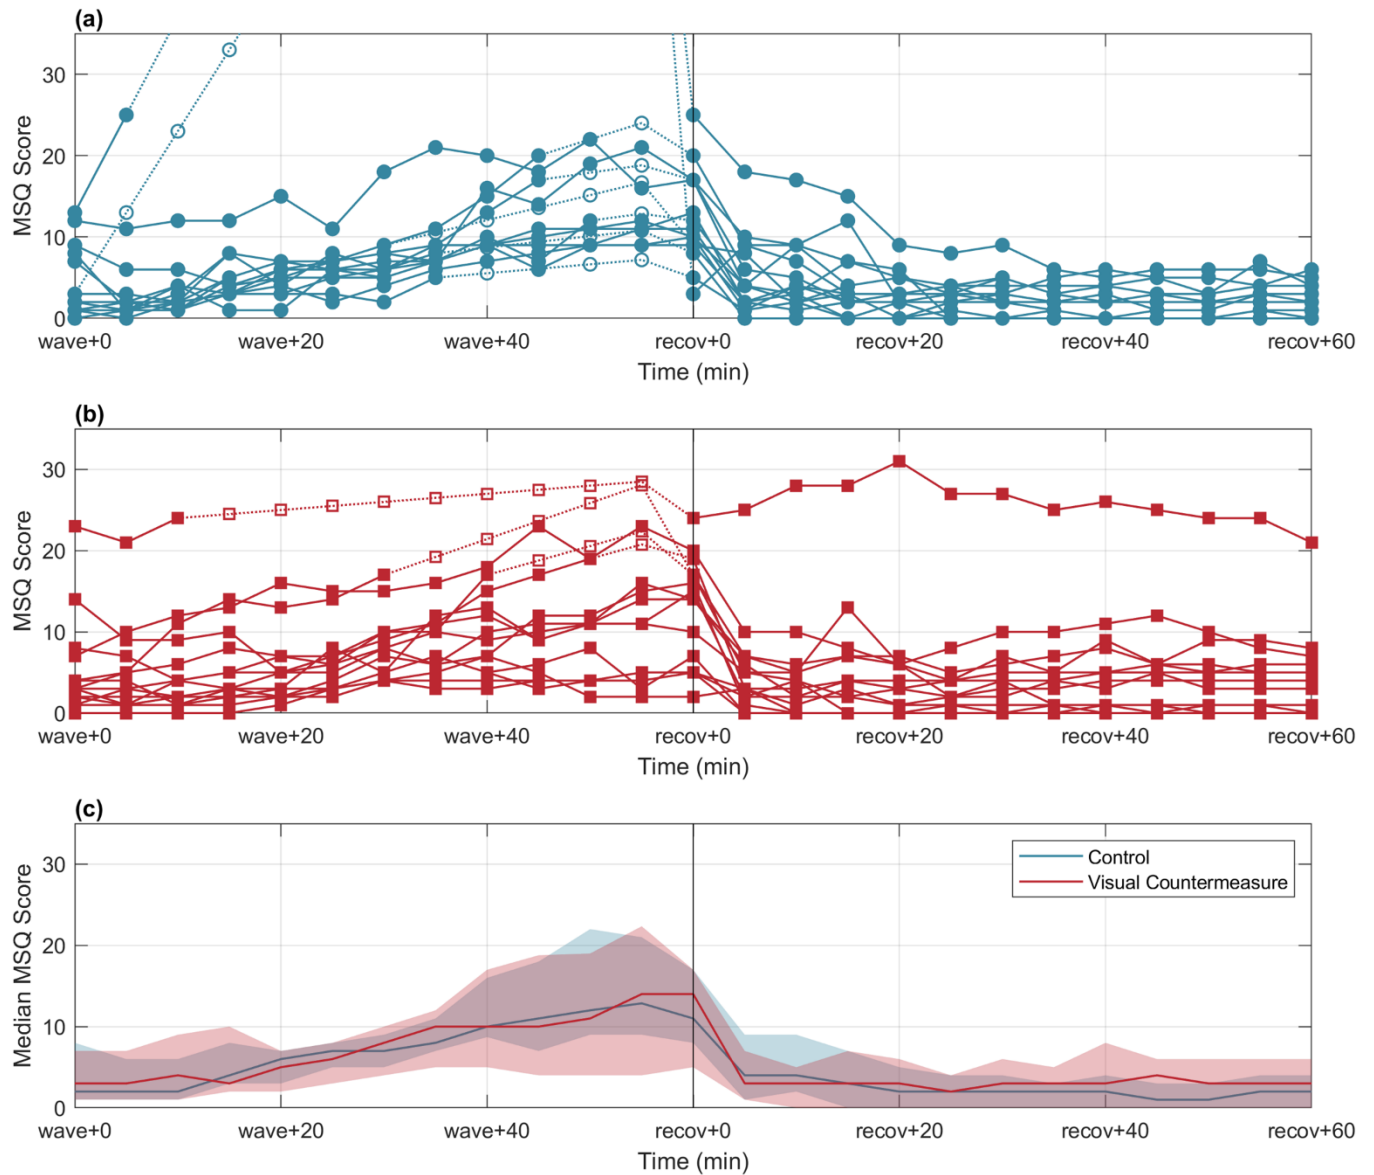 (a)
30
20
10
0
MSQ Score
wave+0 wave+20 wave+40 recov+0 recov+20 recov+40 recov+60
Time (min)
(b)
30
20
10
0
MSQ Score
wave+0 wave+20 wave+40 recov+0 recov+20 recov+40 recov+60
Time (min)
(c)
30
20
10
0
Median MSQ Score
Control
Visual Countermeasure
wave+0 wave+20 wave+40 recov+0 recov+20 recov+40 recov+60
Time (min)